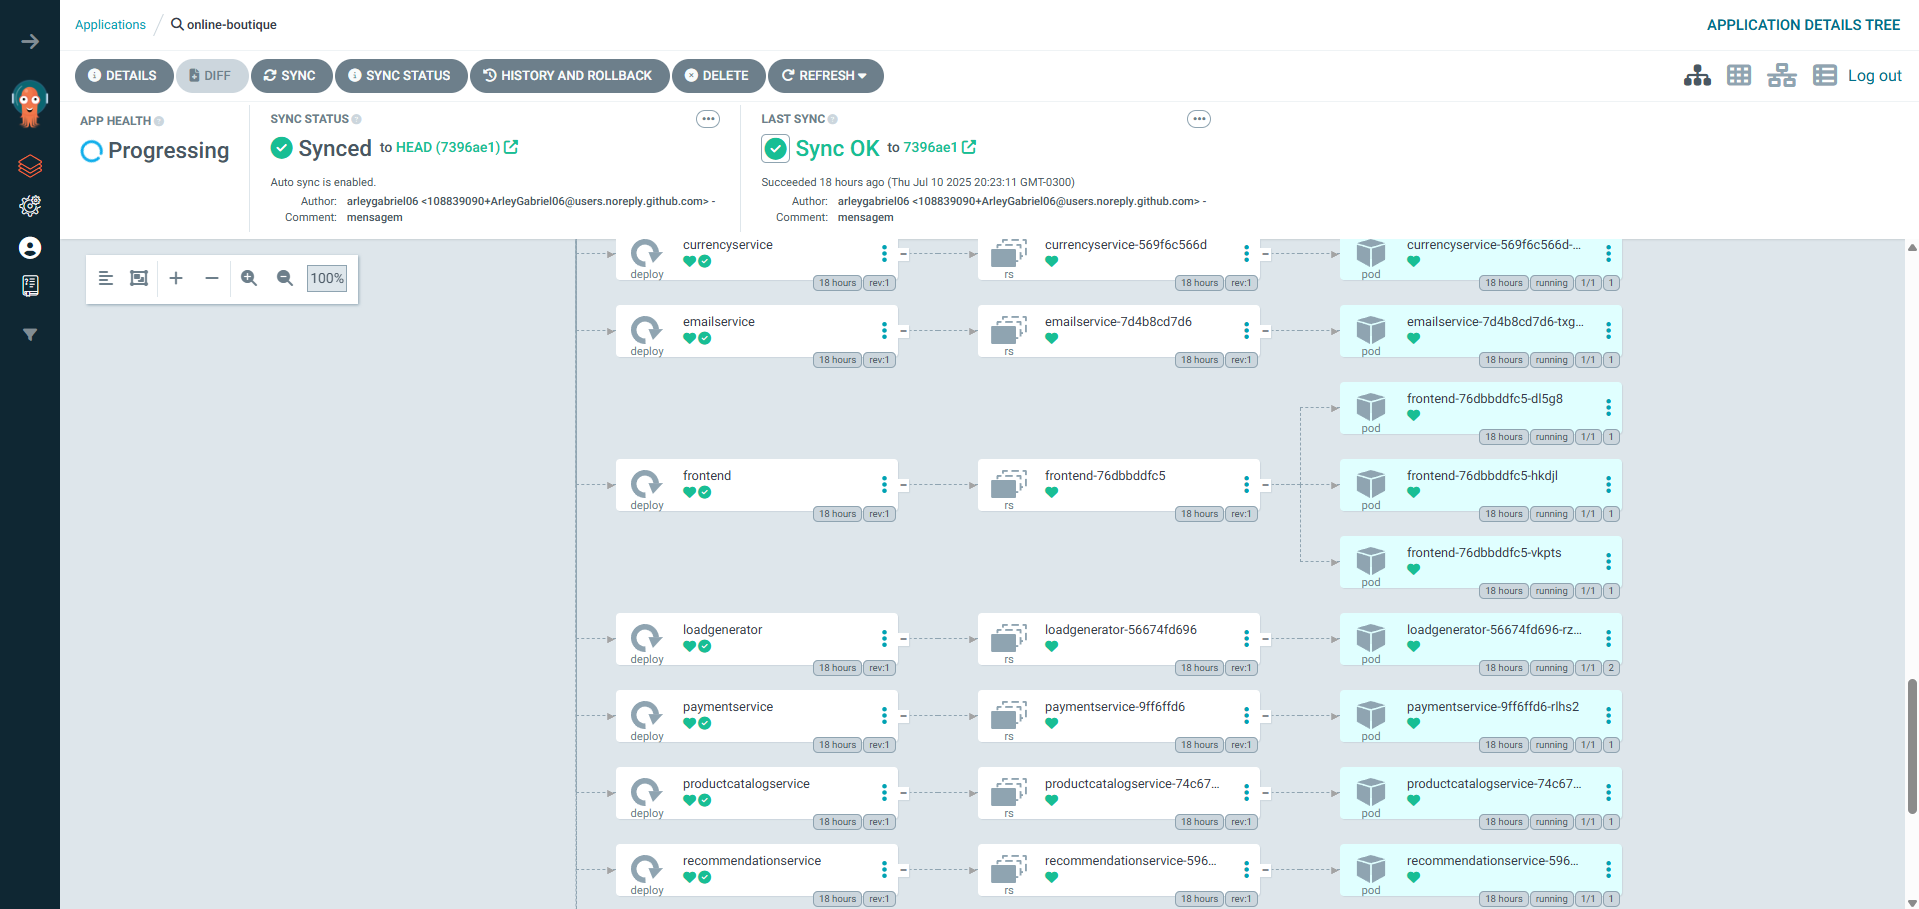 Applications
online-boutique
APPLICATION DETAILS TREE
DETAILS
DIFF
SYNC
SYNC STATUS
HISTORY AND ROLLBACK
DELETE
REFRESH
Log out
APP HEALTH
Progressing
SYNC STATUS
Synced to HEAD (7396ae1)
Auto sync is enabled.
Author: arleygabriel06 <108839090+ArleyGabriel06@users.noreply.github.com> -
Comment: mensagem
LAST SYNC
Sync OK to 7396ae1
Succeeded 18 hours ago (Thu Jul 10 2025 20:23:11 GMT-0300)
Author: arleygabriel06 <108839090+ArleyGabriel06@users.noreply.github.com> -
Comment: mensagem
100%
currencyservice
deploy
18 hours rev:1
currencyservice-569f6c566d
rs
18 hours rev:1
currencyservice-569f6c566d-...
pod
18 hours running 1/1 1
emailservice
deploy
18 hours rev:1
emailservice-7d4b8cd7d6
rs
18 hours rev:1
emailservice-7d4b8cd7d6-txg...
pod
18 hours running 1/1 1
frontend-76dbbddfc5-dl5g8
pod
18 hours running 1/1 1
frontend
deploy
18 hours rev:1
frontend-76dbbddfc5
rs
18 hours rev:1
frontend-76dbbddfc5-hkdjl
pod
18 hours running 1/1 1
frontend-76dbbddfc5-vkpts
pod
18 hours running 1/1 1
loadgenerator
deploy
18 hours rev:1
loadgenerator-56674fd696
rs
18 hours rev:1
loadgenerator-56674fd696-rz...
pod
18 hours running 1/1 2
paymentservice
deploy
18 hours rev:1
paymentservice-9ff6ffd6
rs
18 hours rev:1
paymentservice-9ff6ffd6-rlhs2
pod
18 hours running 1/1 1
productcatalogservice
deploy
18 hours rev:1
productcatalogservice-74c67...
rs
18 hours rev:1
productcatalogservice-74c67...
pod
18 hours running 1/1 1
recommendationservice
deploy
18 hours rev:1
recommendationservice-596...
rs
18 hours rev:1
recommendationservice-596...
pod
18 hours running 1/1 1